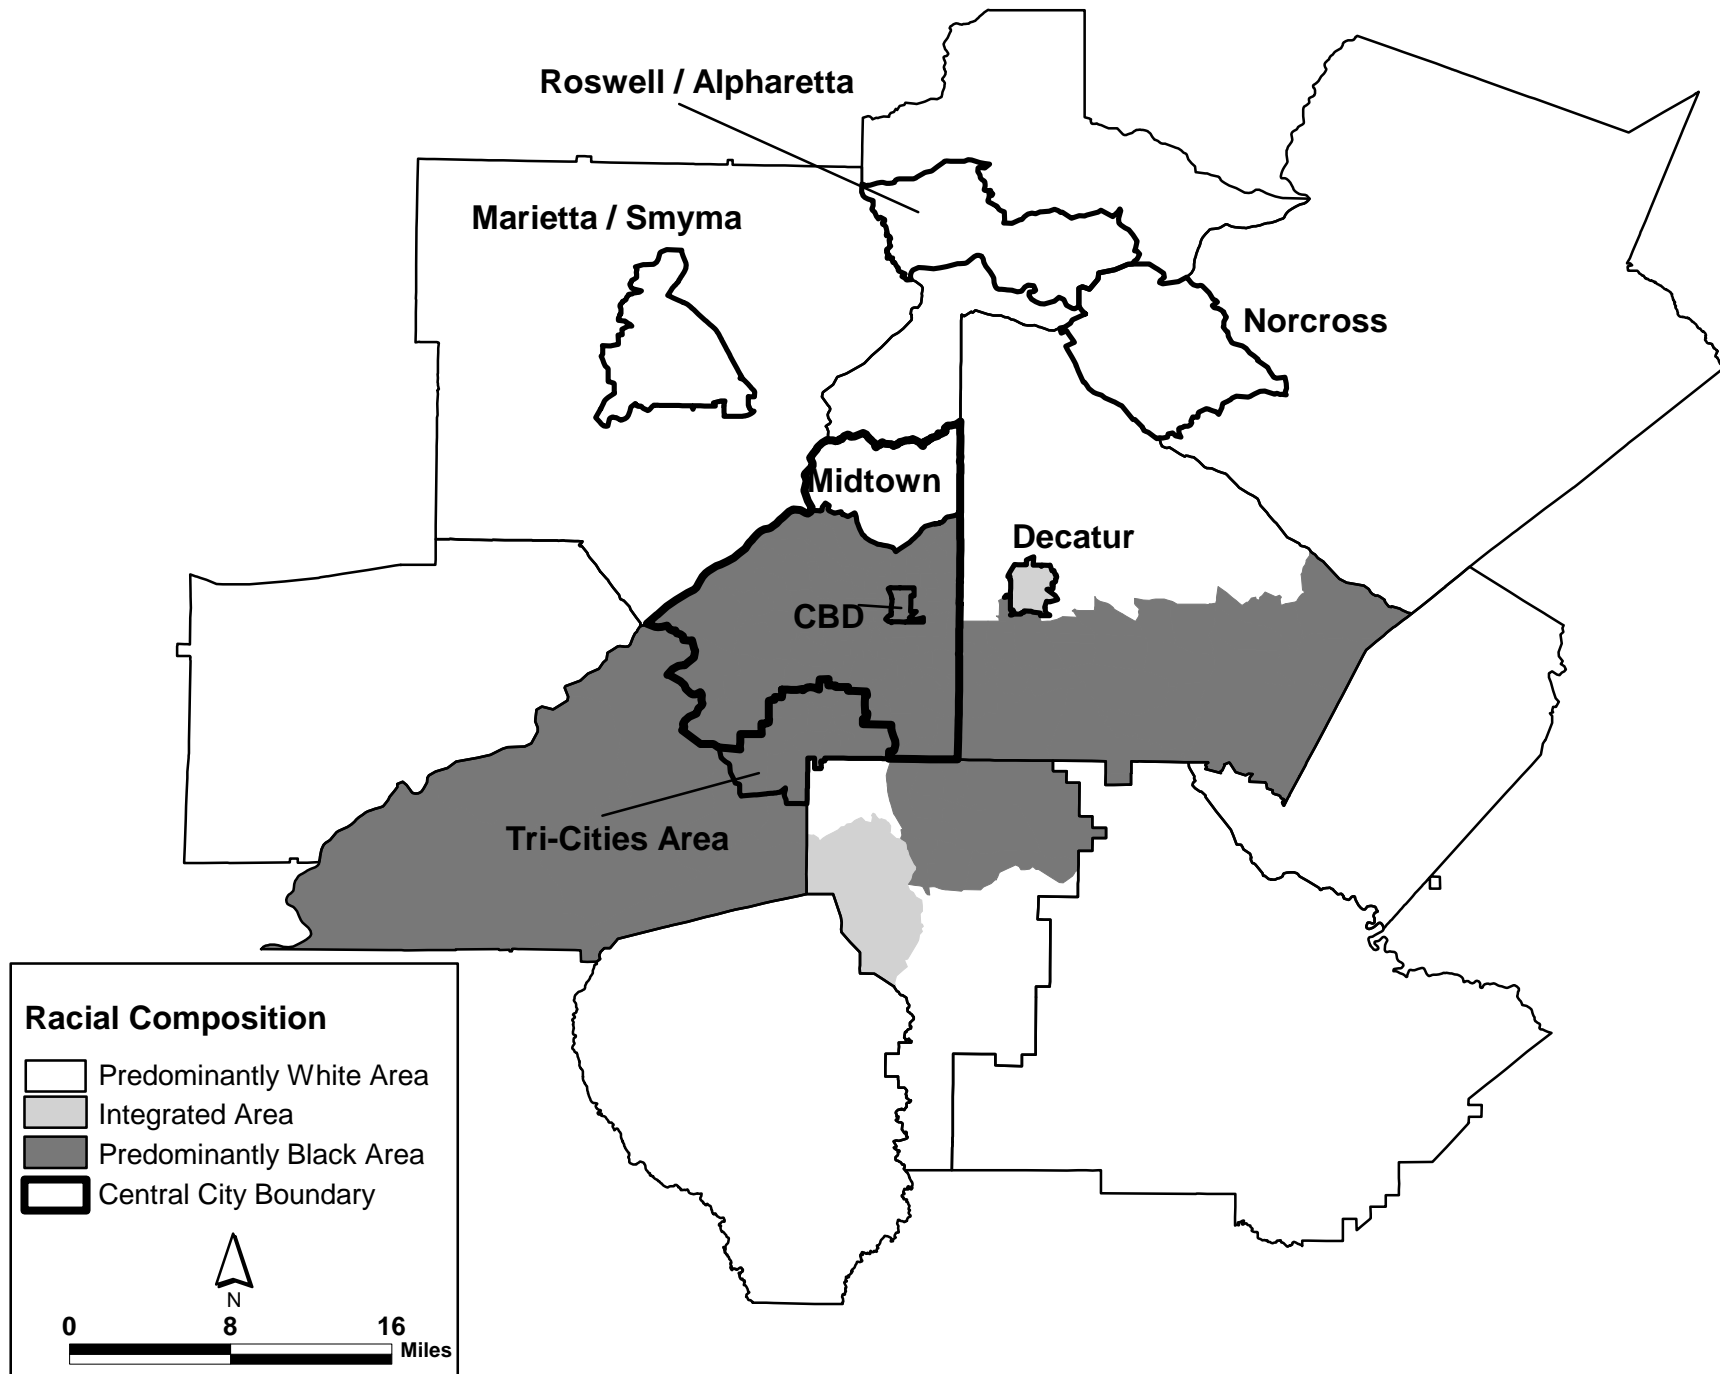 Roswell / Alpharetta
Marietta / Smyma
Norcross
Midtown
Decatur
CBD
Tri-Cities Area
Racial Composition
Predominantly White Area
Integrated Area
Predominantly Black Area
Central City Boundary
N
0 8 16
Miles